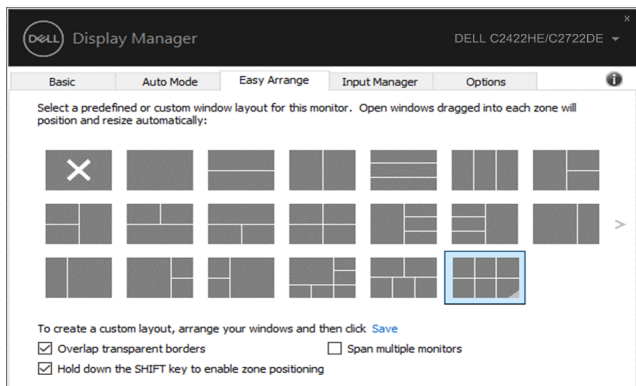 DELL Display Manager
DELL C2422HE/C2722DE
Basic Auto Mode Easy Arrange Input Manager Options
Select a predefined or custom window layout for this monitor. Open windows dragged into each zone will
position and resize automatically:
To create a custom layout, arrange your windows and then click Save
Overlap transparent borders Span multiple monitors
Hold down the SHIFT key to enable zone positioning